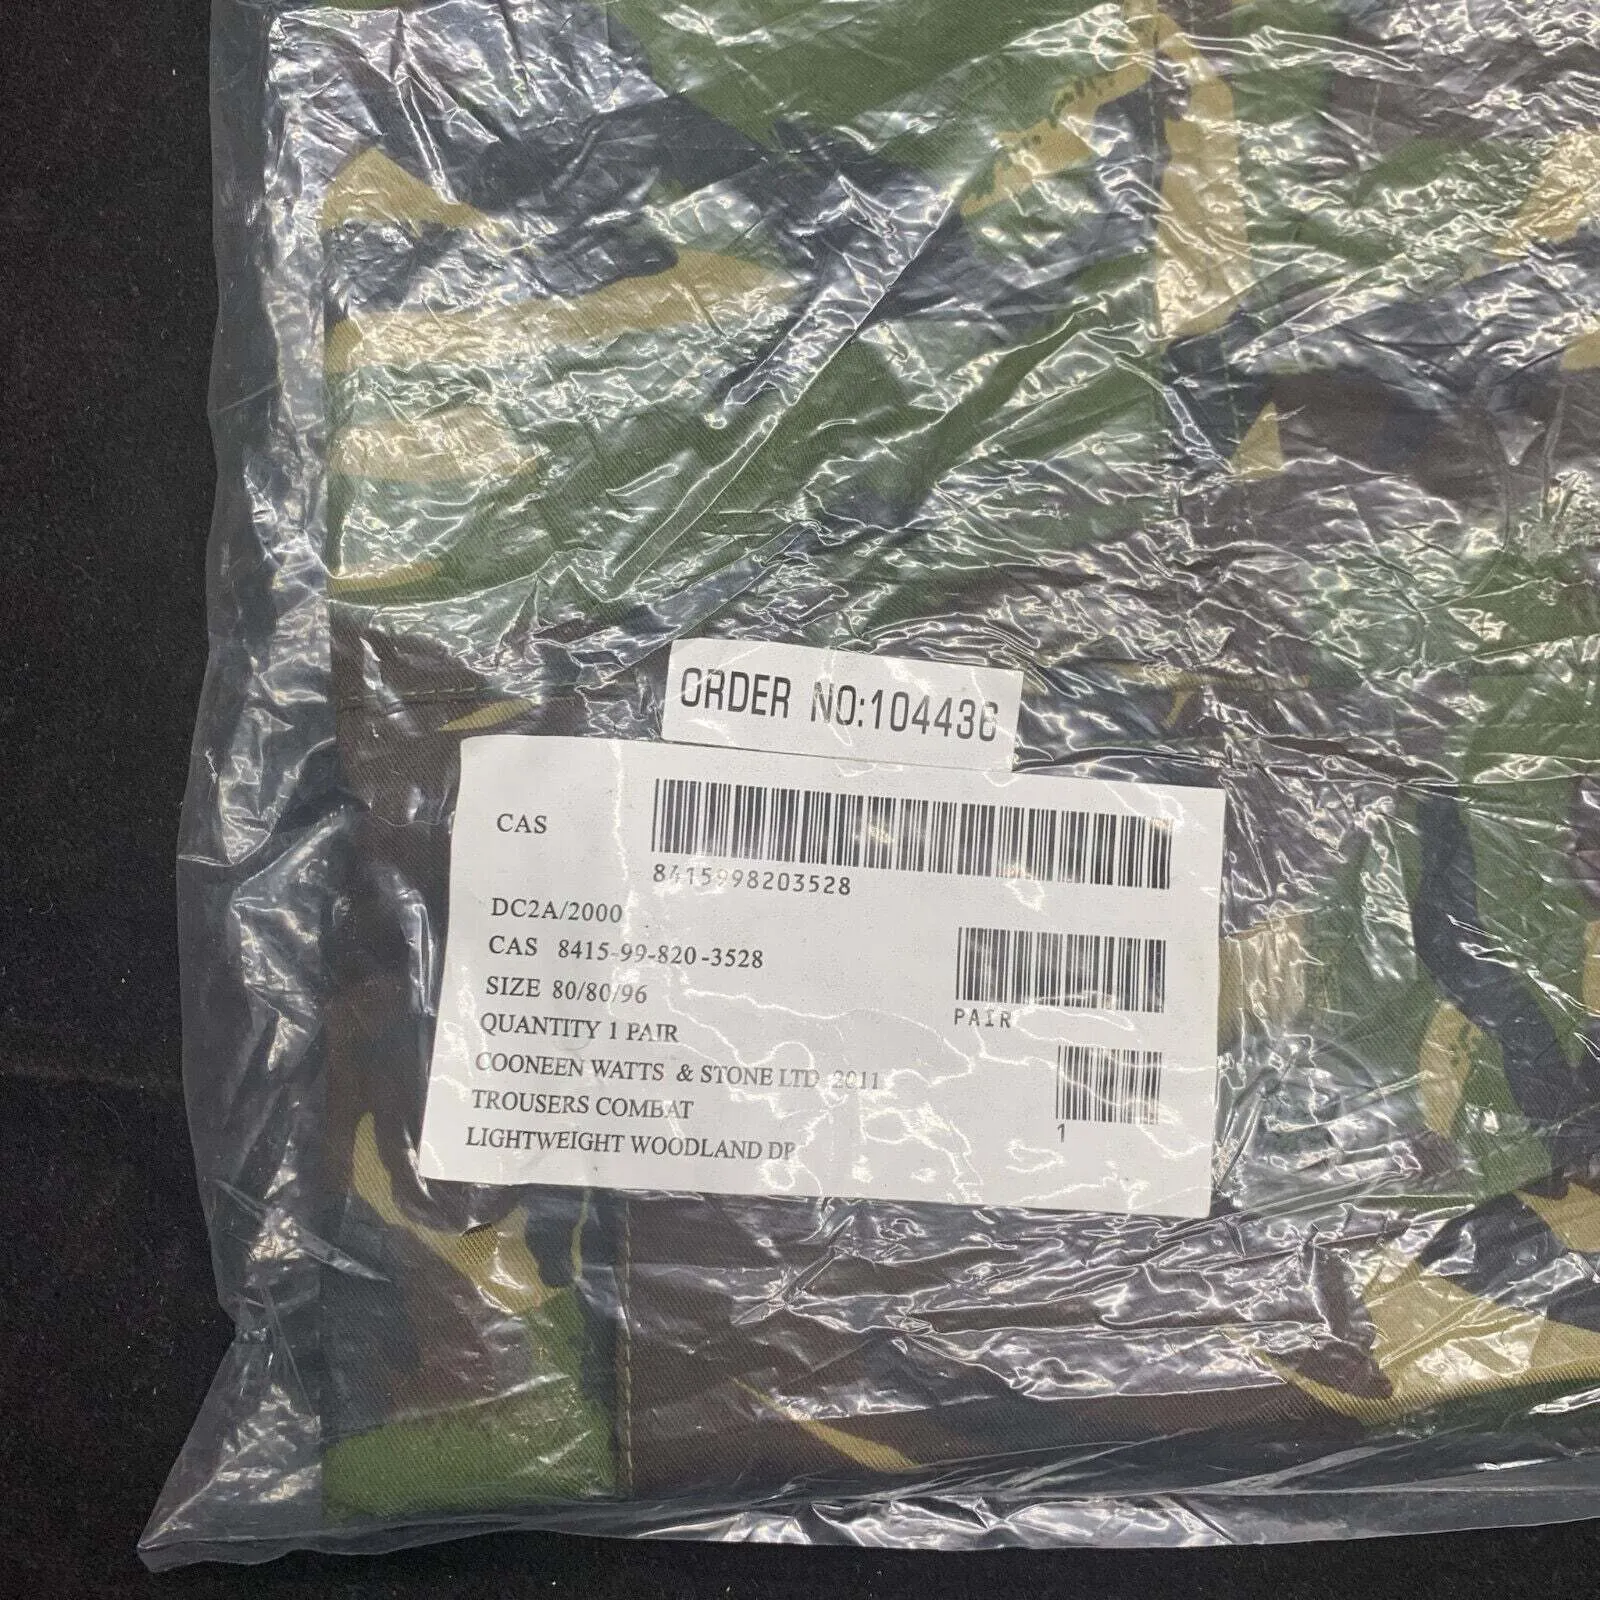 ORDER NO:104436
CAS
8415998203528
DC2A/2000
CAS 8415-99-820-3528
SIZE 80/80/96
PAIR
QUANTITY 1 PAIR
COONEEN WATTS & STONE LTD 2011
TROUSERS COMBAT
1
LIGHTWEIGHT WOODLAND DP